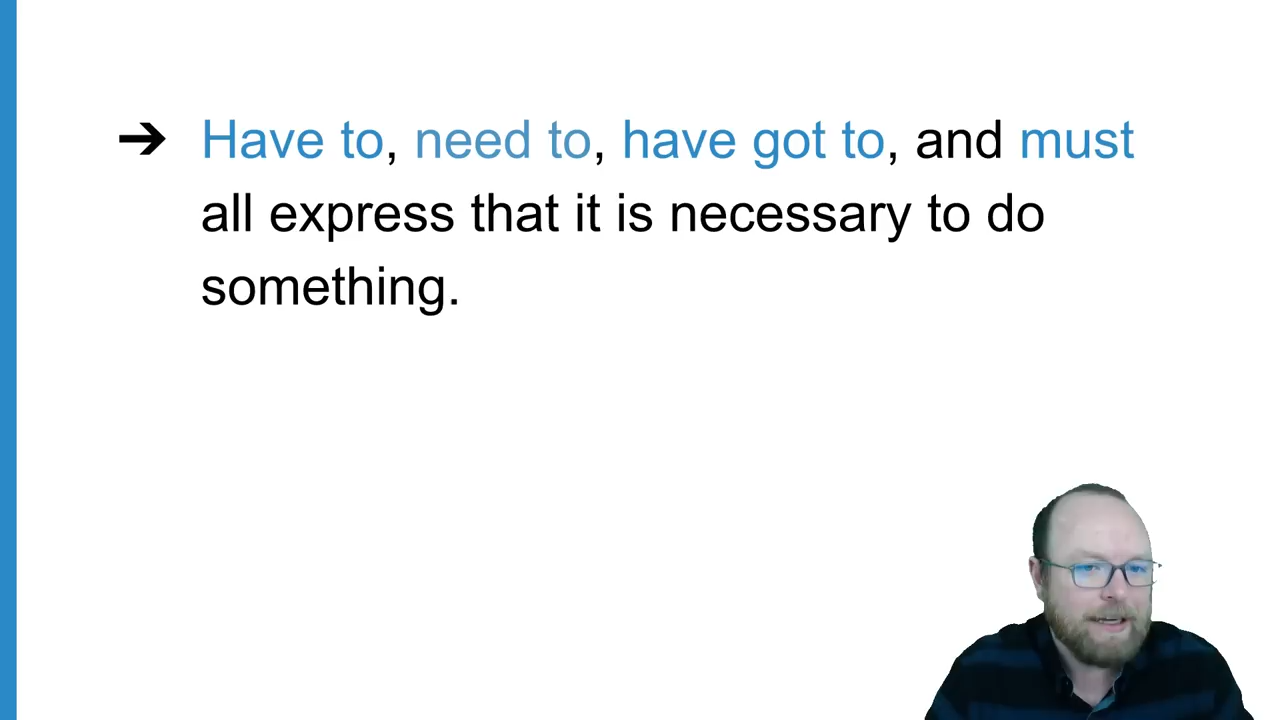 ➔ Have to, need to, have got to, and must
all express that it is necessary to do
something.